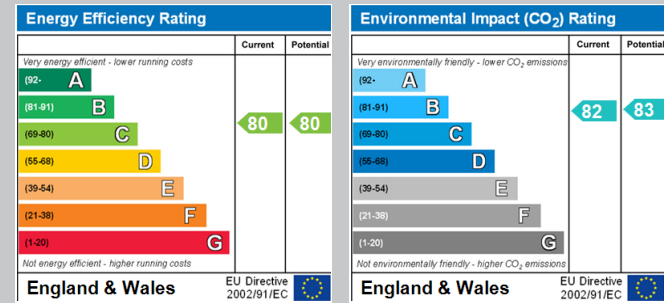 Energy Efficiency Rating
Current Potential
Very energy efficient - lower running costs
(92- A
(81-91) B
(69-80) C
(55-68) D
(39-54) E
(21-38) F
(1-20) G
80 80
Not energy efficient - higher running costs
England & Wales
EU Directive
2002/91/EC
Environmental Impact (CO₂) Rating
Current Potential
Very environmentally friendly - lower CO₂ emissions
(92- A
(81-91) B
(69-80) C
(55-68) D
(39-54) E
(21-38) F
(1-20) G
82 83
Not environmentally friendly - higher CO₂ emissions
England & Wales
EU Directive
2002/91/EC